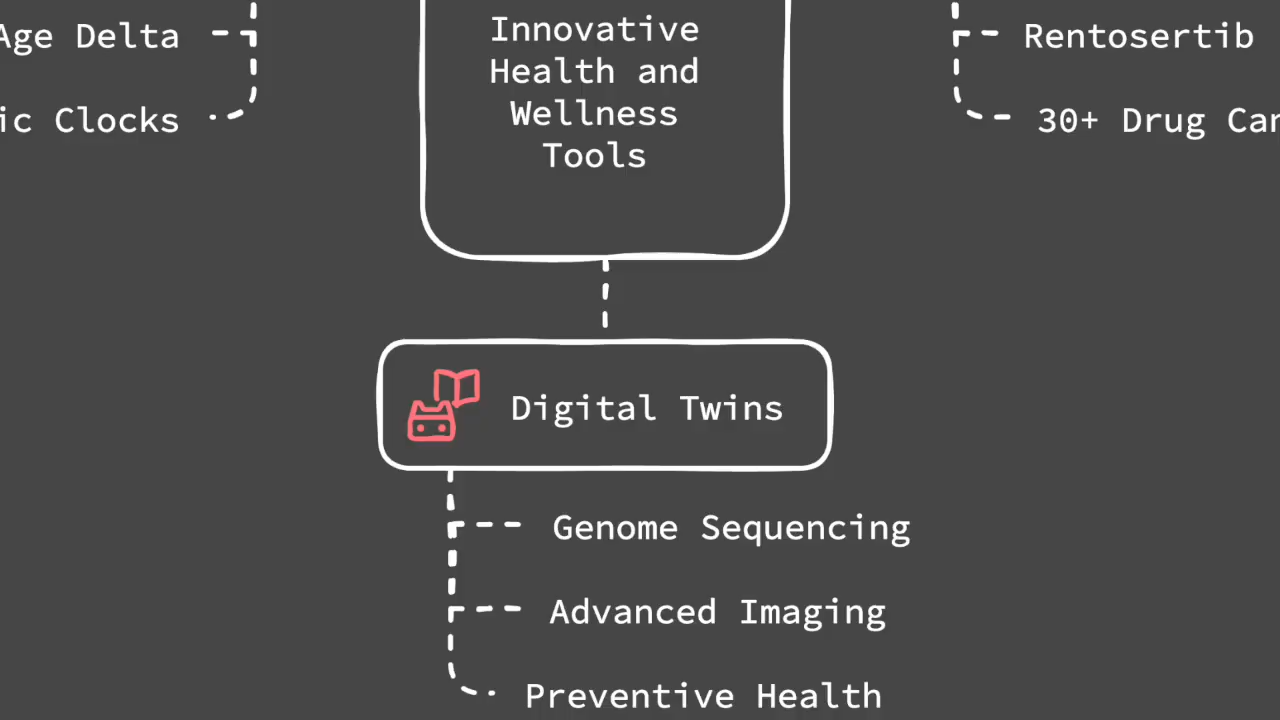 Innovative
Health and
Wellness
Tools
Age Delta
Clocks
Rentosertib
30+ Drug
Digital Twins
Genome Sequencing
Advanced Imaging
Preventive Health